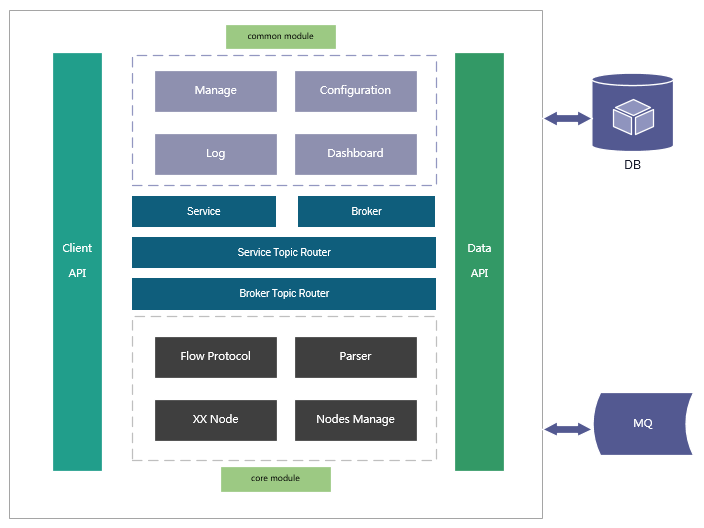 common module
Manage
Configuration
Log
Dashboard
Service
Broker
Service Topic Router
Broker Topic Router
Flow Protocol
Parser
XX Node
Nodes Manage
core module
Client
API
Data
API
DB
MQ